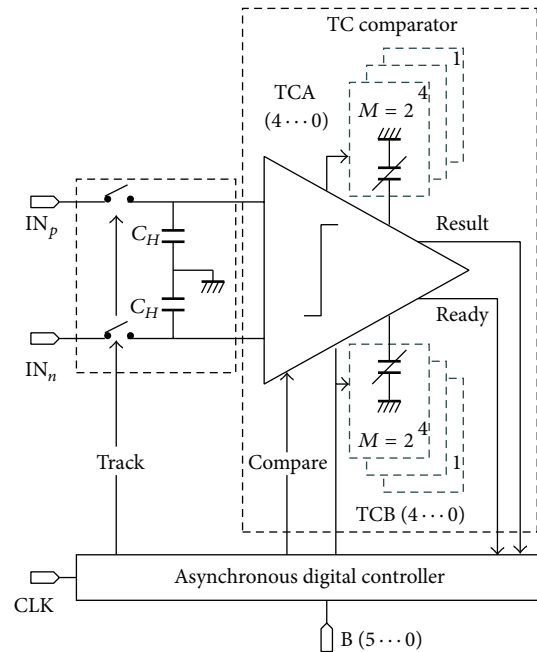 TC comparator
TCA
(4⋯0)
1
4
M = 2
IN_p
C_H
Result
C_H
Ready
IN_n
M = 2
4
1
Track
Compare
TCB (4⋯0)
Asynchronous digital controller
CLK
B (5⋯0)